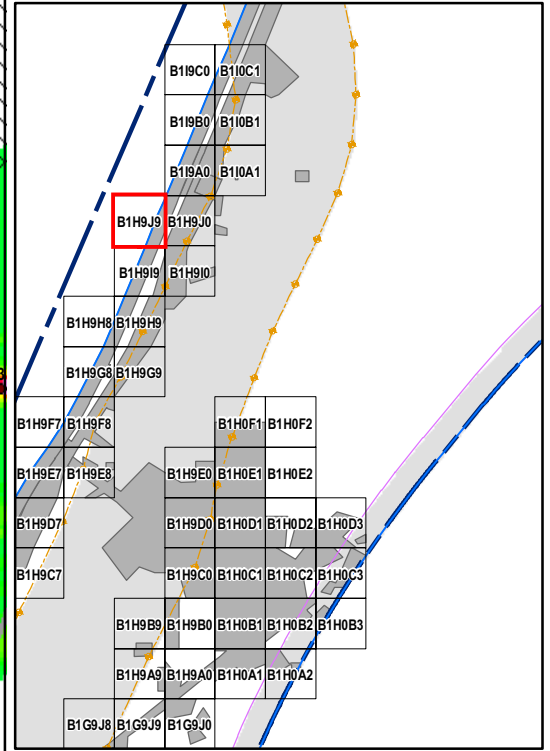 B1I9C0 B1I0C1
B1I9B0 B1I0B1
B1I9A0 B1I0A1
B1H9J9 B1H9J0
B1H9I9 B1H9I0
B1H9H8 B1H9H9
B1H9G8 B1H9G9
B1H9F7 B1H9F8 B1H0F1 B1H0F2
B1H9E7 B1H9E8 B1H9E0 B1H0E1 B1H0E2
B1H9D7 B1H9D0 B1H0D1 B1H0D2 B1H0D3
B1H9C7 B1H9C0 B1H0C1 B1H0C2 B1H0C3
B1H9B9 B1H9B0 B1H0B1 B1H0B2 B1H0B3
B1H9A9 B1H9A0 B1H0A1 B1H0A2
B1G9J8 B1G9J9 B1G9J0